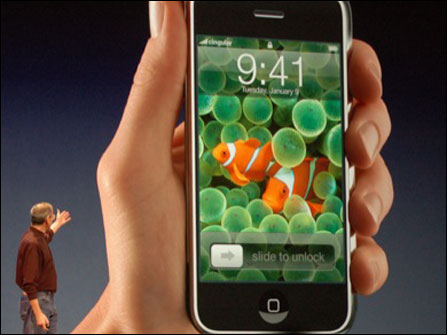 cingular
9:41
Tuesday, January 9
slide to unlock